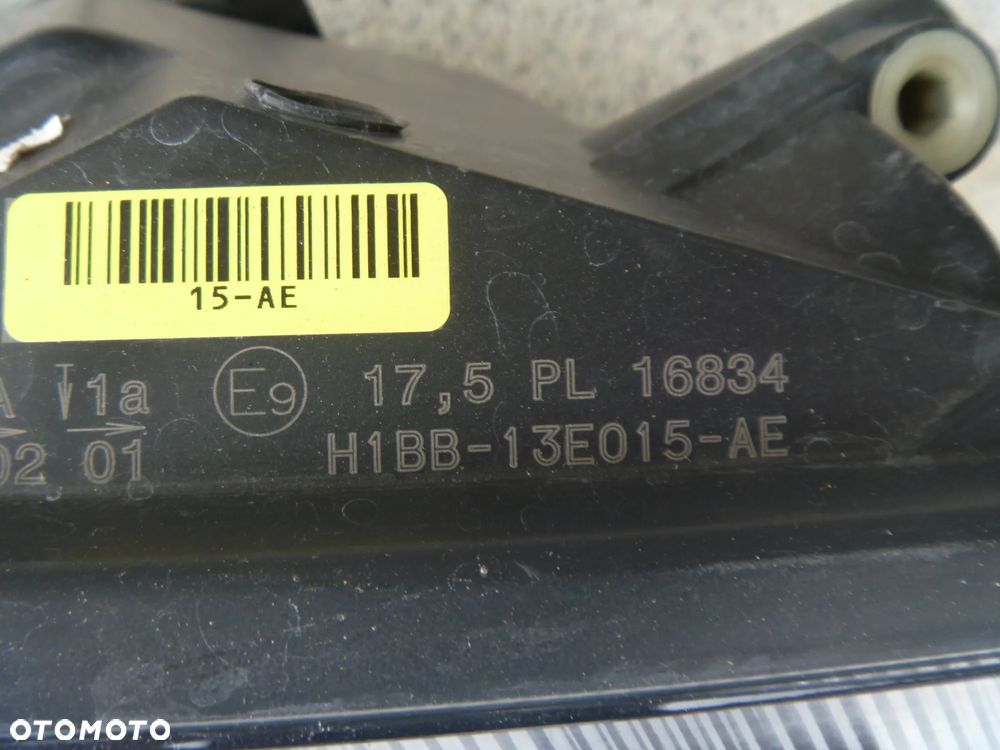 15-AE
A 1a E9 17,5 PL 16834
02 01 H1BB-13E015-AE
OTOMOTO